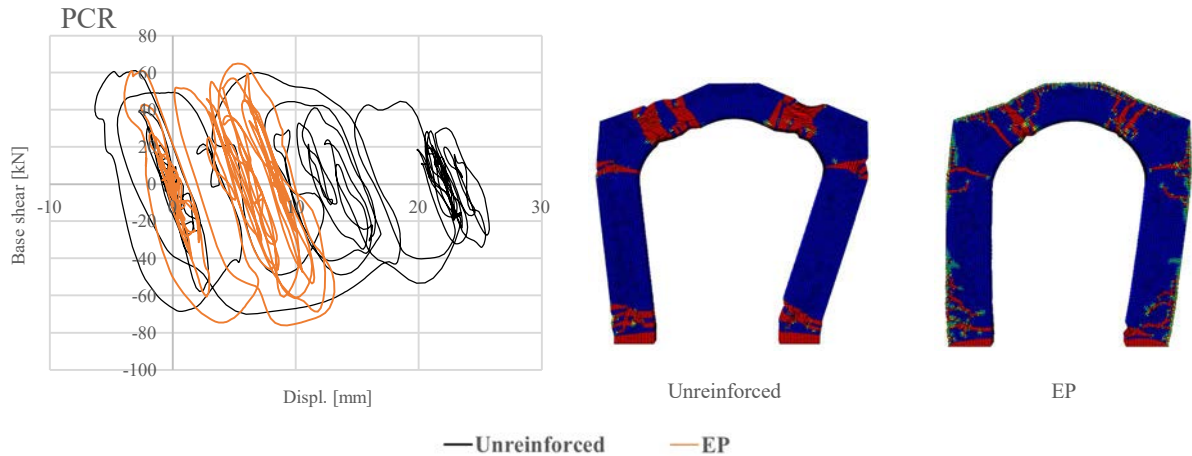 PCR
80
60
40
20
0
-20
-40
-60
-80
-100
-10
0
10
20
30
Base shear [kN]
Displ. [mm]
Unreinforced
EP
Unreinforced
EP